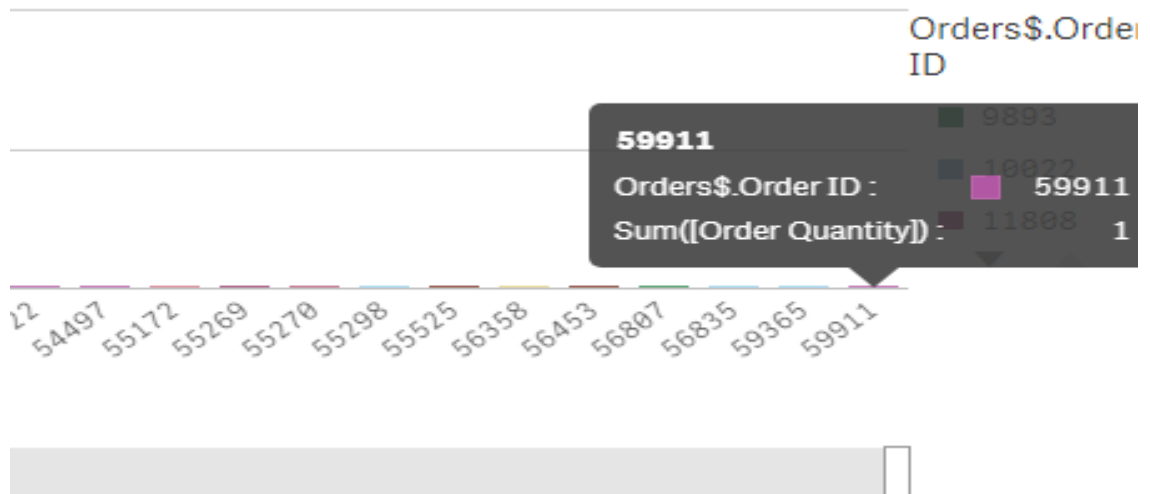 Orders$.Order
ID
9893
10022
11808
59911
Orders$.Order ID : 59911
Sum([Order Quantity]) : 1
22 54497 55172 55269 55270 55298 55525 56358 56453 56807 56835 59365 59911